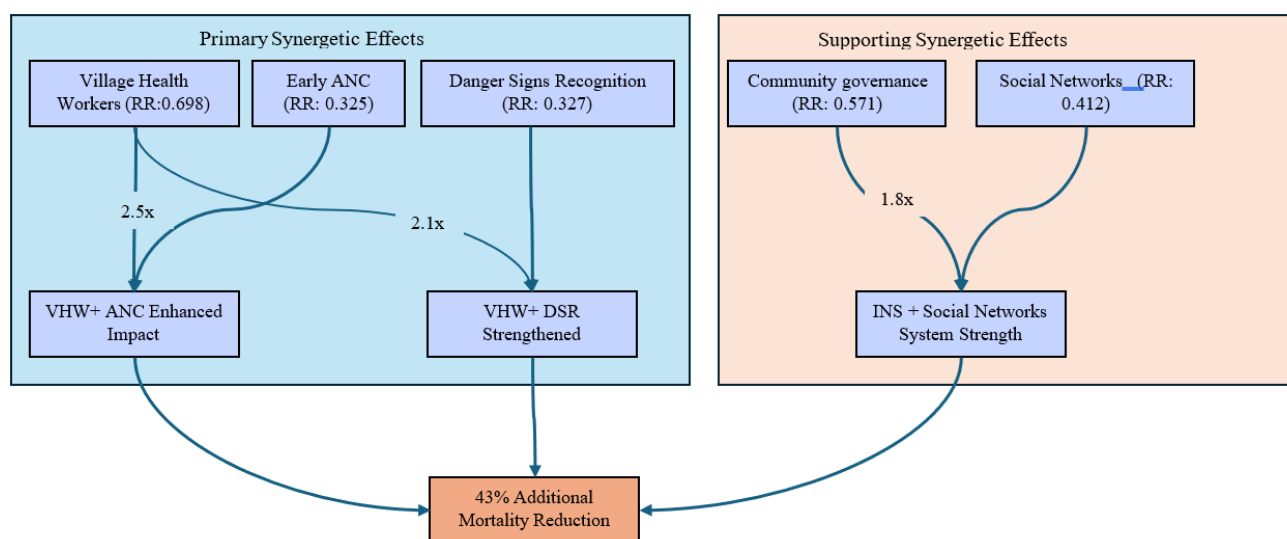 Primary Synergetic Effects
Supporting Synergetic Effects
Village Health
Workers (RR:0.698)
Early ANC
(RR: 0.325)
Danger Signs Recognition
(RR: 0.327)
Community governance
(RR: 0.571)
Social Networks (RR:
0.412)
2.5x
2.1x
1.8x
VHW+ ANC Enhanced
Impact
VHW+ DSR
Strengthened
INS + Social Networks
System Strength
43% Additional
Mortality Reduction